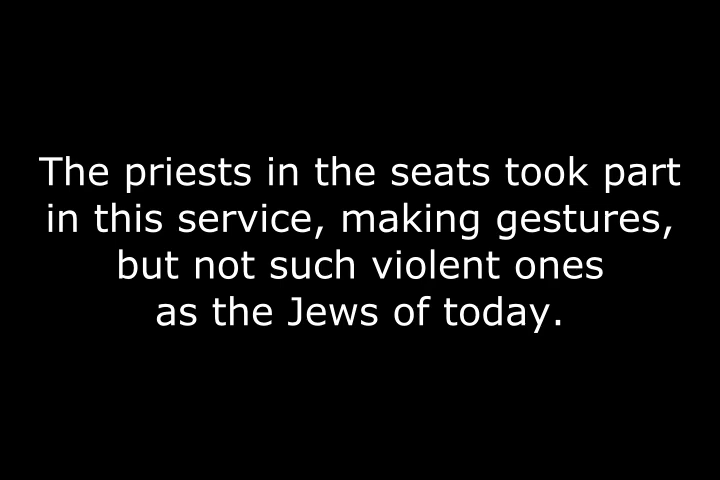 The priests in the seats took part
in this service, making gestures,
but not such violent ones
as the Jews of today.